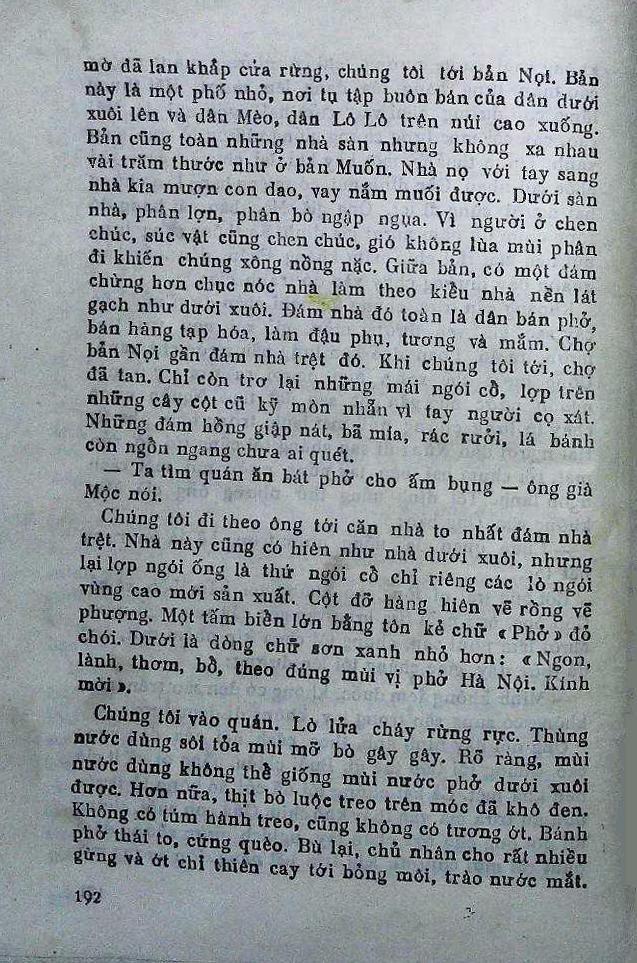 mờ đã lan khắp cửa rừng, chúng tôi tới bản Nọi. Bản
này là một phố nhỏ, nơi tụ tập buôn bán của dân dưới
xuôi lên và dân Mèo, dân Lô Lô trên núi cao xuống.
Bản cũng toàn những nhà sàn nhưng không xa nhau
vài trăm thước như ở bản Muốn. Nhà nọ với tay sang
nhà kia mượn con dao, vay nắm muối được. Dưới sàn
nhà, phân lợn, phân bò ngập ngụa. Vì người ở chen
chúc, súc vật cũng chen chúc, gió không lùa mùi phân
đi khiến chúng xông nồng nặc. Giữa bản, có một đám
chừng hơn chục nóc nhà làm theo kiểu nhà nền lát
gạch như dưới xuôi. Đám nhà đó toàn là dân bán phở,
bán hàng tạp hóa, làm đậu phụ, tương và mắm. Chợ
bản Nọi gần đám nhà trệt đó. Khi chúng tôi tới, chợ
đã tan. Chỉ còn trơ lại những mái ngói cổ, lợp trên
những cây cột cũ kỹ mòn nhẵn vì tay người cọ xát.
Những đám hồng giập nát, bã mía, rác rưởi, lá bánh
còn ngổn ngang chưa ai quét.
— Ta tìm quán ăn bát phở cho ấm bụng — ông già
Mộc nói.
Chúng tôi đi theo ông tới căn nhà to nhất đám nhà
trệt. Nhà này cũng có hiên như nhà dưới xuôi, nhưng
lại lợp ngói ống là thứ ngói cổ chỉ riêng các lò ngói
vùng cao mới sản xuất. Cột đỡ hàng hiên vẽ rồng vẽ
phượng. Một tấm biển lớn bằng tôn kẻ chữ « Phở » đỏ
chói. Dưới là dòng chữ sơn xanh nhỏ hơn: « Ngon,
lành, thơm, bổ, theo đúng mùi vị phở Hà Nội. Kính
mời ».
Chúng tôi vào quán. Lò lửa cháy rừng rực. Thùng
nước dùng sôi tỏa mùi mỡ bò gây gây. Rõ ràng, mùi
nước dùng không thể giống mùi nước phở dưới xuôi
được. Hơn nữa, thịt bò luộc treo trên móc đã khô đen.
Không có túm hành treo, cũng không có tương ớt. Bánh
phở thái to, cứng quèo. Bù lại, chủ nhân cho rất nhiều
gừng và ớt chỉ thiên cay tới bỏng môi, trào nước mắt.
192